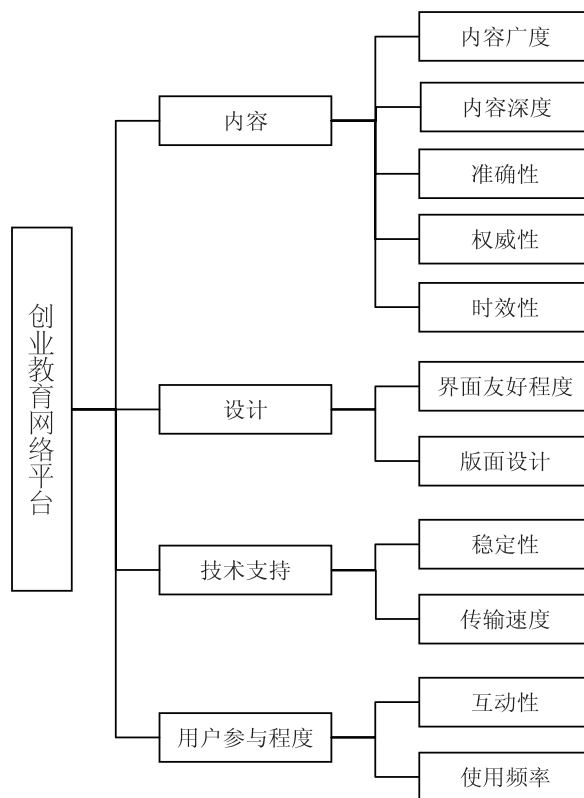 创业教育网络平台
内容
内容广度
内容深度
准确性
权威性
时效性
设计
界面友好程度
版面设计
技术支持
稳定性
传输速度
用户参与程度
互动性
使用频率